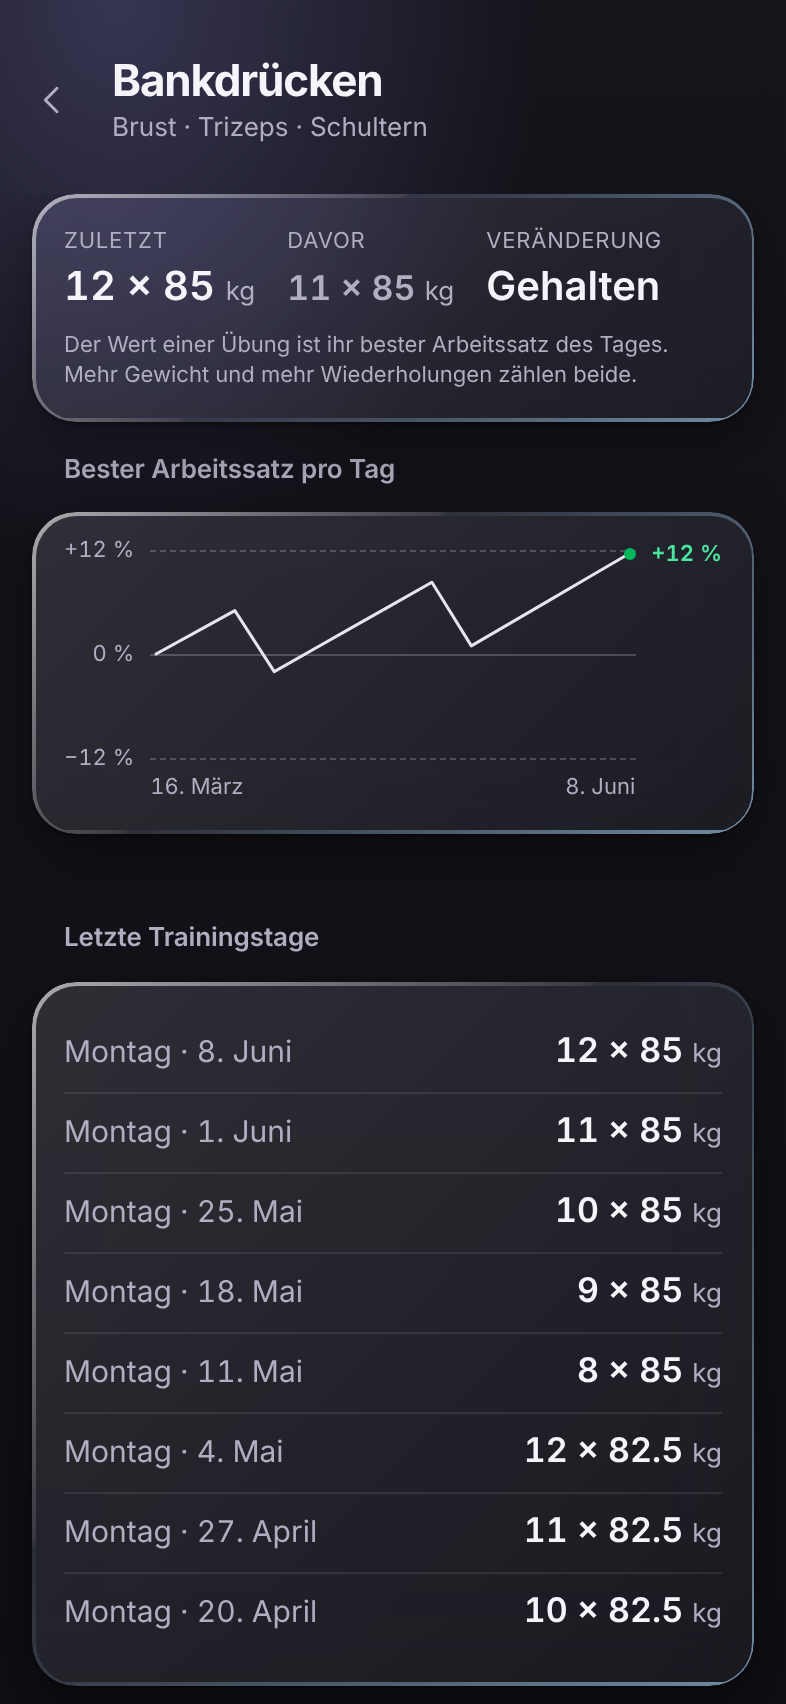 Bankdrücken
Brust · Trizeps · Schultern
ZULETZT DAVOR VERÄNDERUNG
12 × 85 kg 11 × 85 kg Gehalten
Der Wert einer Übung ist ihr bester Arbeitssatz des Tages.
Mehr Gewicht und mehr Wiederholungen zählen beide.
Bester Arbeitssatz pro Tag
+12 % +12 %
0 %
−12 %
16. März 8. Juni
Letzte Trainingstage
Montag · 8. Juni 12 × 85 kg
Montag · 1. Juni 11 × 85 kg
Montag · 25. Mai 10 × 85 kg
Montag · 18. Mai 9 × 85 kg
Montag · 11. Mai 8 × 85 kg
Montag · 4. Mai 12 × 82.5 kg
Montag · 27. April 11 × 82.5 kg
Montag · 20. April 10 × 82.5 kg